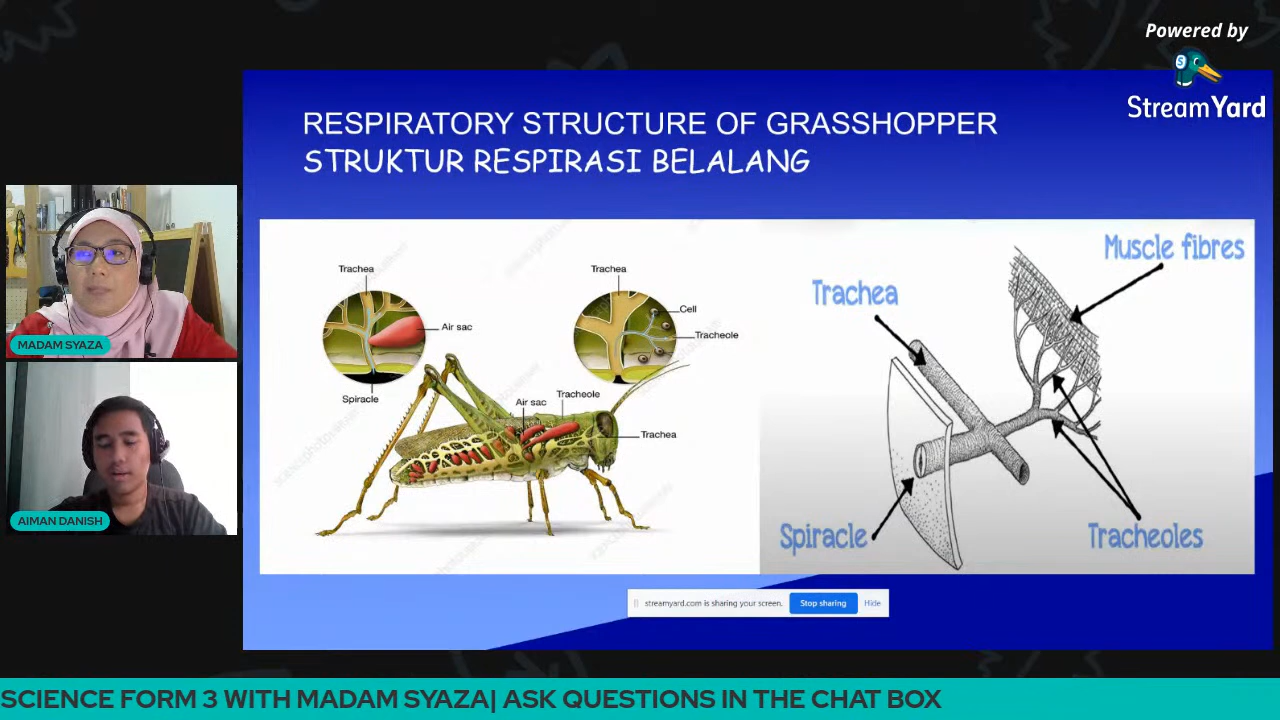 Powered by
StreamYard
RESPIRATORY STRUCTURE OF GRASSHOPPER
STRUKTUR RESPIRASI BELALANG
Trachea
Air sac
Spiracle
Trachea
Cell
Tracheole
Air sac
Tracheole
Trachea
Muscle fibres
Trachea
Spiracle
Tracheoles
MADAM SYAZA
AIMAN DANISH
streamyard.com is sharing your screen.
Stop sharing
Hide
SCIENCE FORM 3 WITH MADAM SYAZA| ASK QUESTIONS IN THE CHAT BOX